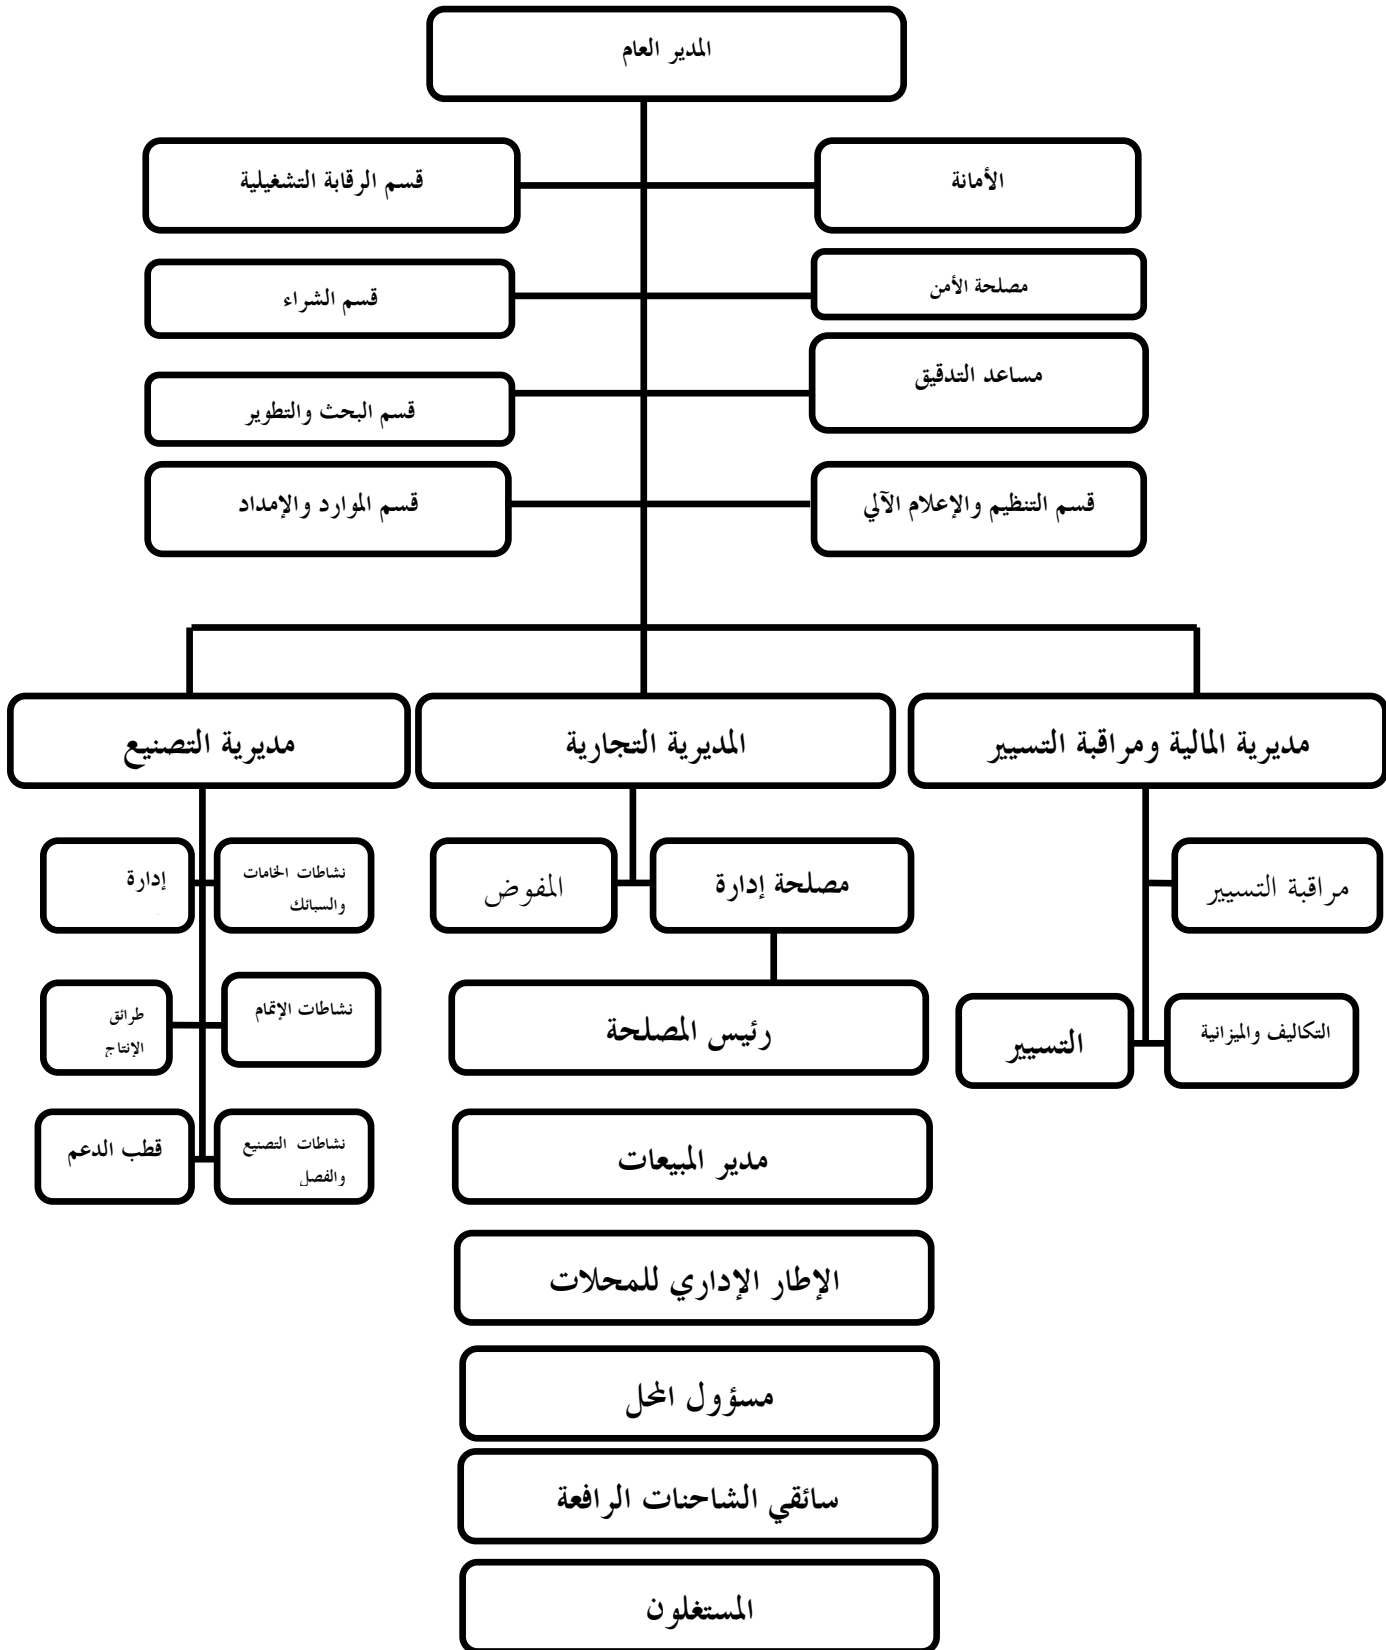 المدير العام
الأمانة
قسم الرقابة التشغيلية
مصلحة الأمن
قسم الشراء
مساعد التدقيق
قسم البحث والتطوير
قسم التنظيم والإعلام الآلي
قسم الموارد والإمداد
مديرية المالية ومراقبة التسيير
المديرية التجارية
مديرية التصنيع
مراقبة التسيير
مصلحة إدارة
المفوض
نشاطات الخامات
والسبائك
إدارة
التكاليف والميزانية
التسيير
رئيس المصلحة
نشاطات الإتمام
طرائق
الإنتاج
مدير المبيعات
نشاطات التصنيع
والفصل
قطب الدعم
الإطار الإداري للمحلات
مسؤول المحل
سائقي الشاحنات الرافعة
المستغلون